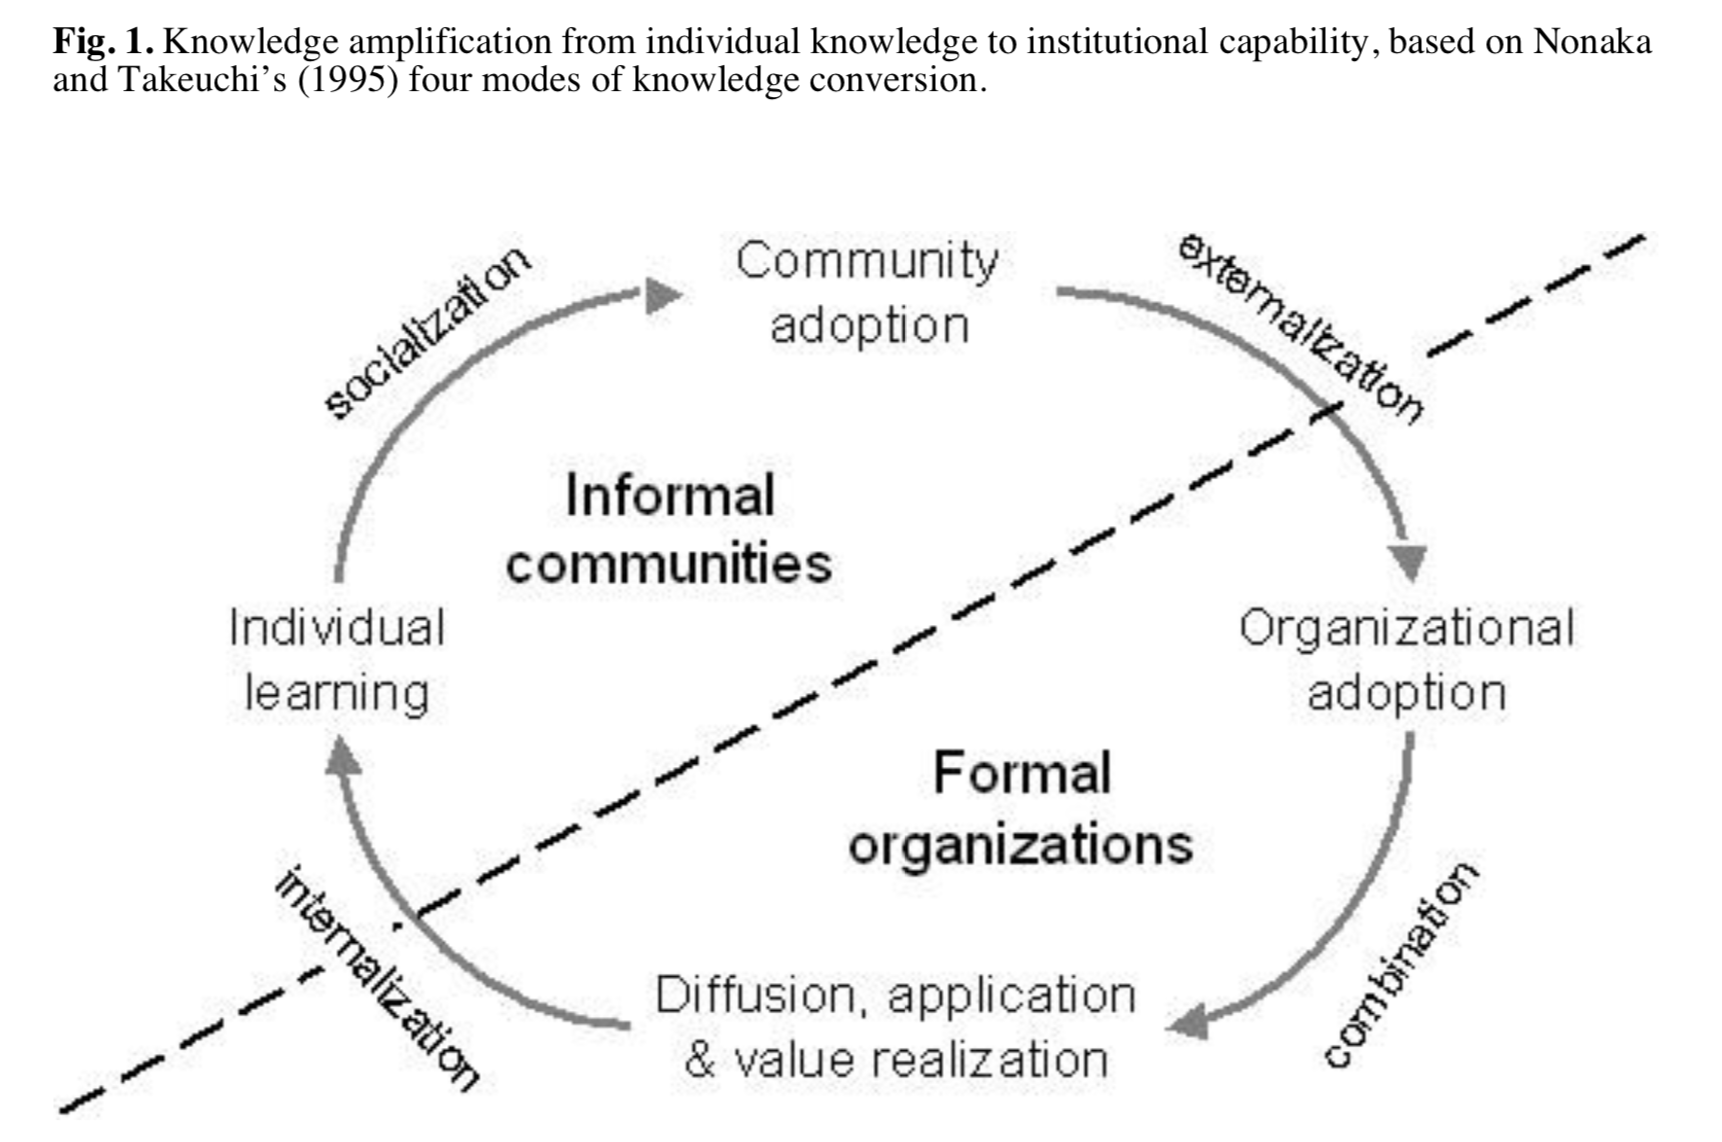 Fig. 1. Knowledge amplification from individual knowledge to institutional capability, based on Nonaka
and Takeuchi’s (1995) four modes of knowledge conversion.
socialization
Community
adoption
externalization
Informal
communities
Individual
learning
Organizational
adoption
Formal
organizations
internalization
Diffusion, application
& value realization
combination